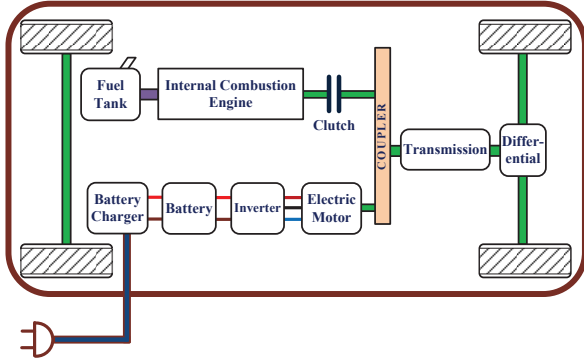 Fuel
Tank
Internal Combustion
Engine
Clutch
COUPLER
Transmission
Differ-
ential
Battery
Charger
Battery
Inverter
Electric
Motor